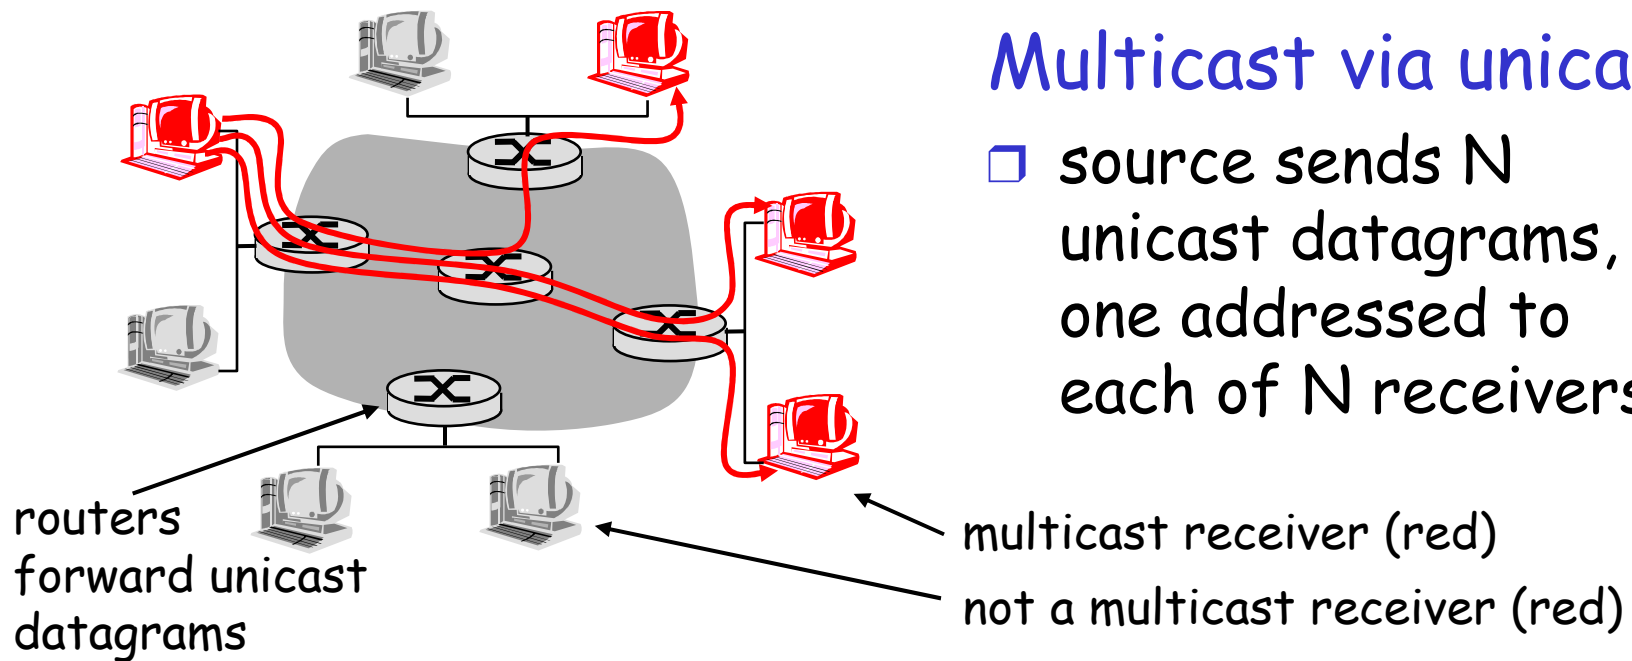 Multicast via unica
source sends N
unicast datagrams,
one addressed to
each of N receivers
routers
forward unicast
datagrams
multicast receiver (red)
not a multicast receiver (red)